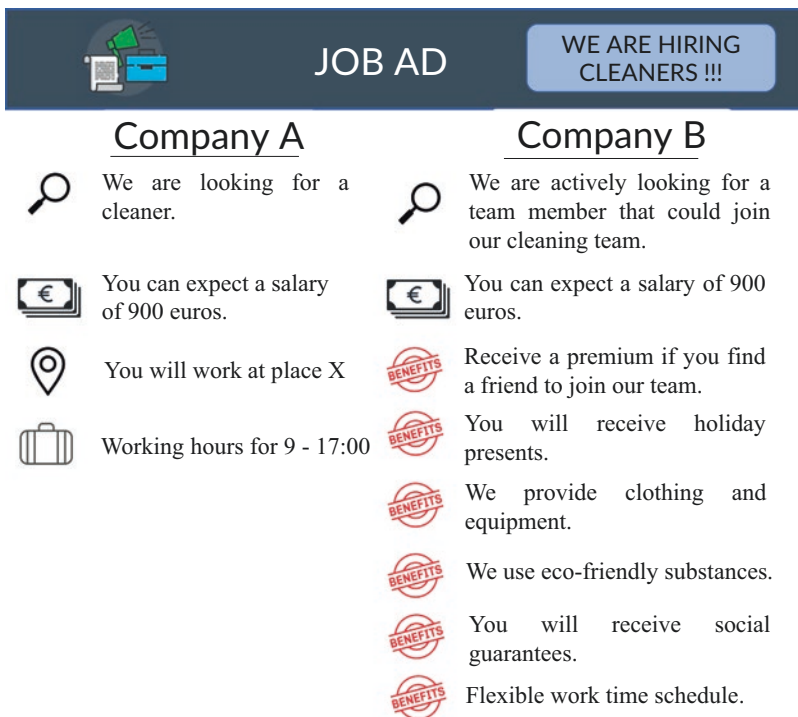 JOB AD
WE ARE HIRING
CLEANERS !!!
Company A
We are looking for a
cleaner.
€
You can expect a salary
of 900 euros.
You will work at place X
Working hours for 9 - 17:00
Company B
We are actively looking for a
team member that could join
our cleaning team.
€
You can expect a salary of 900
euros.
BENEFITS
Receive a premium if you find
a friend to join our team.
BENEFITS
You will receive holiday
presents.
BENEFITS
We provide clothing and
equipment.
BENEFITS
We use eco-friendly substances.
BENEFITS
You will receive social
guarantees.
BENEFITS
Flexible work time schedule.